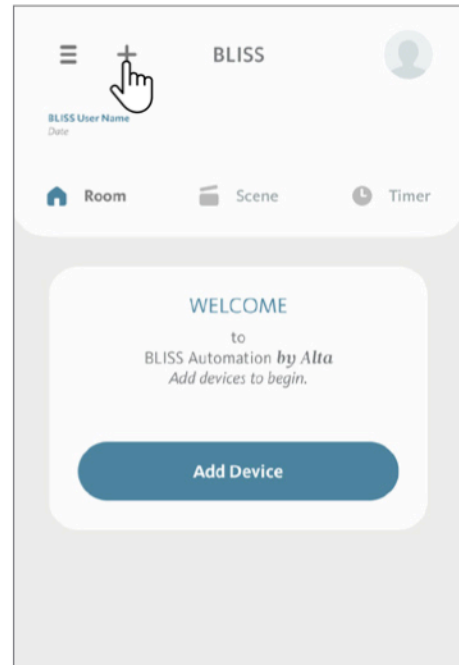 BLISS
BLISS User Name
Date
Room Scene Timer
WELCOME
to
BLISS Automation by Alta
Add devices to begin.
Add Device